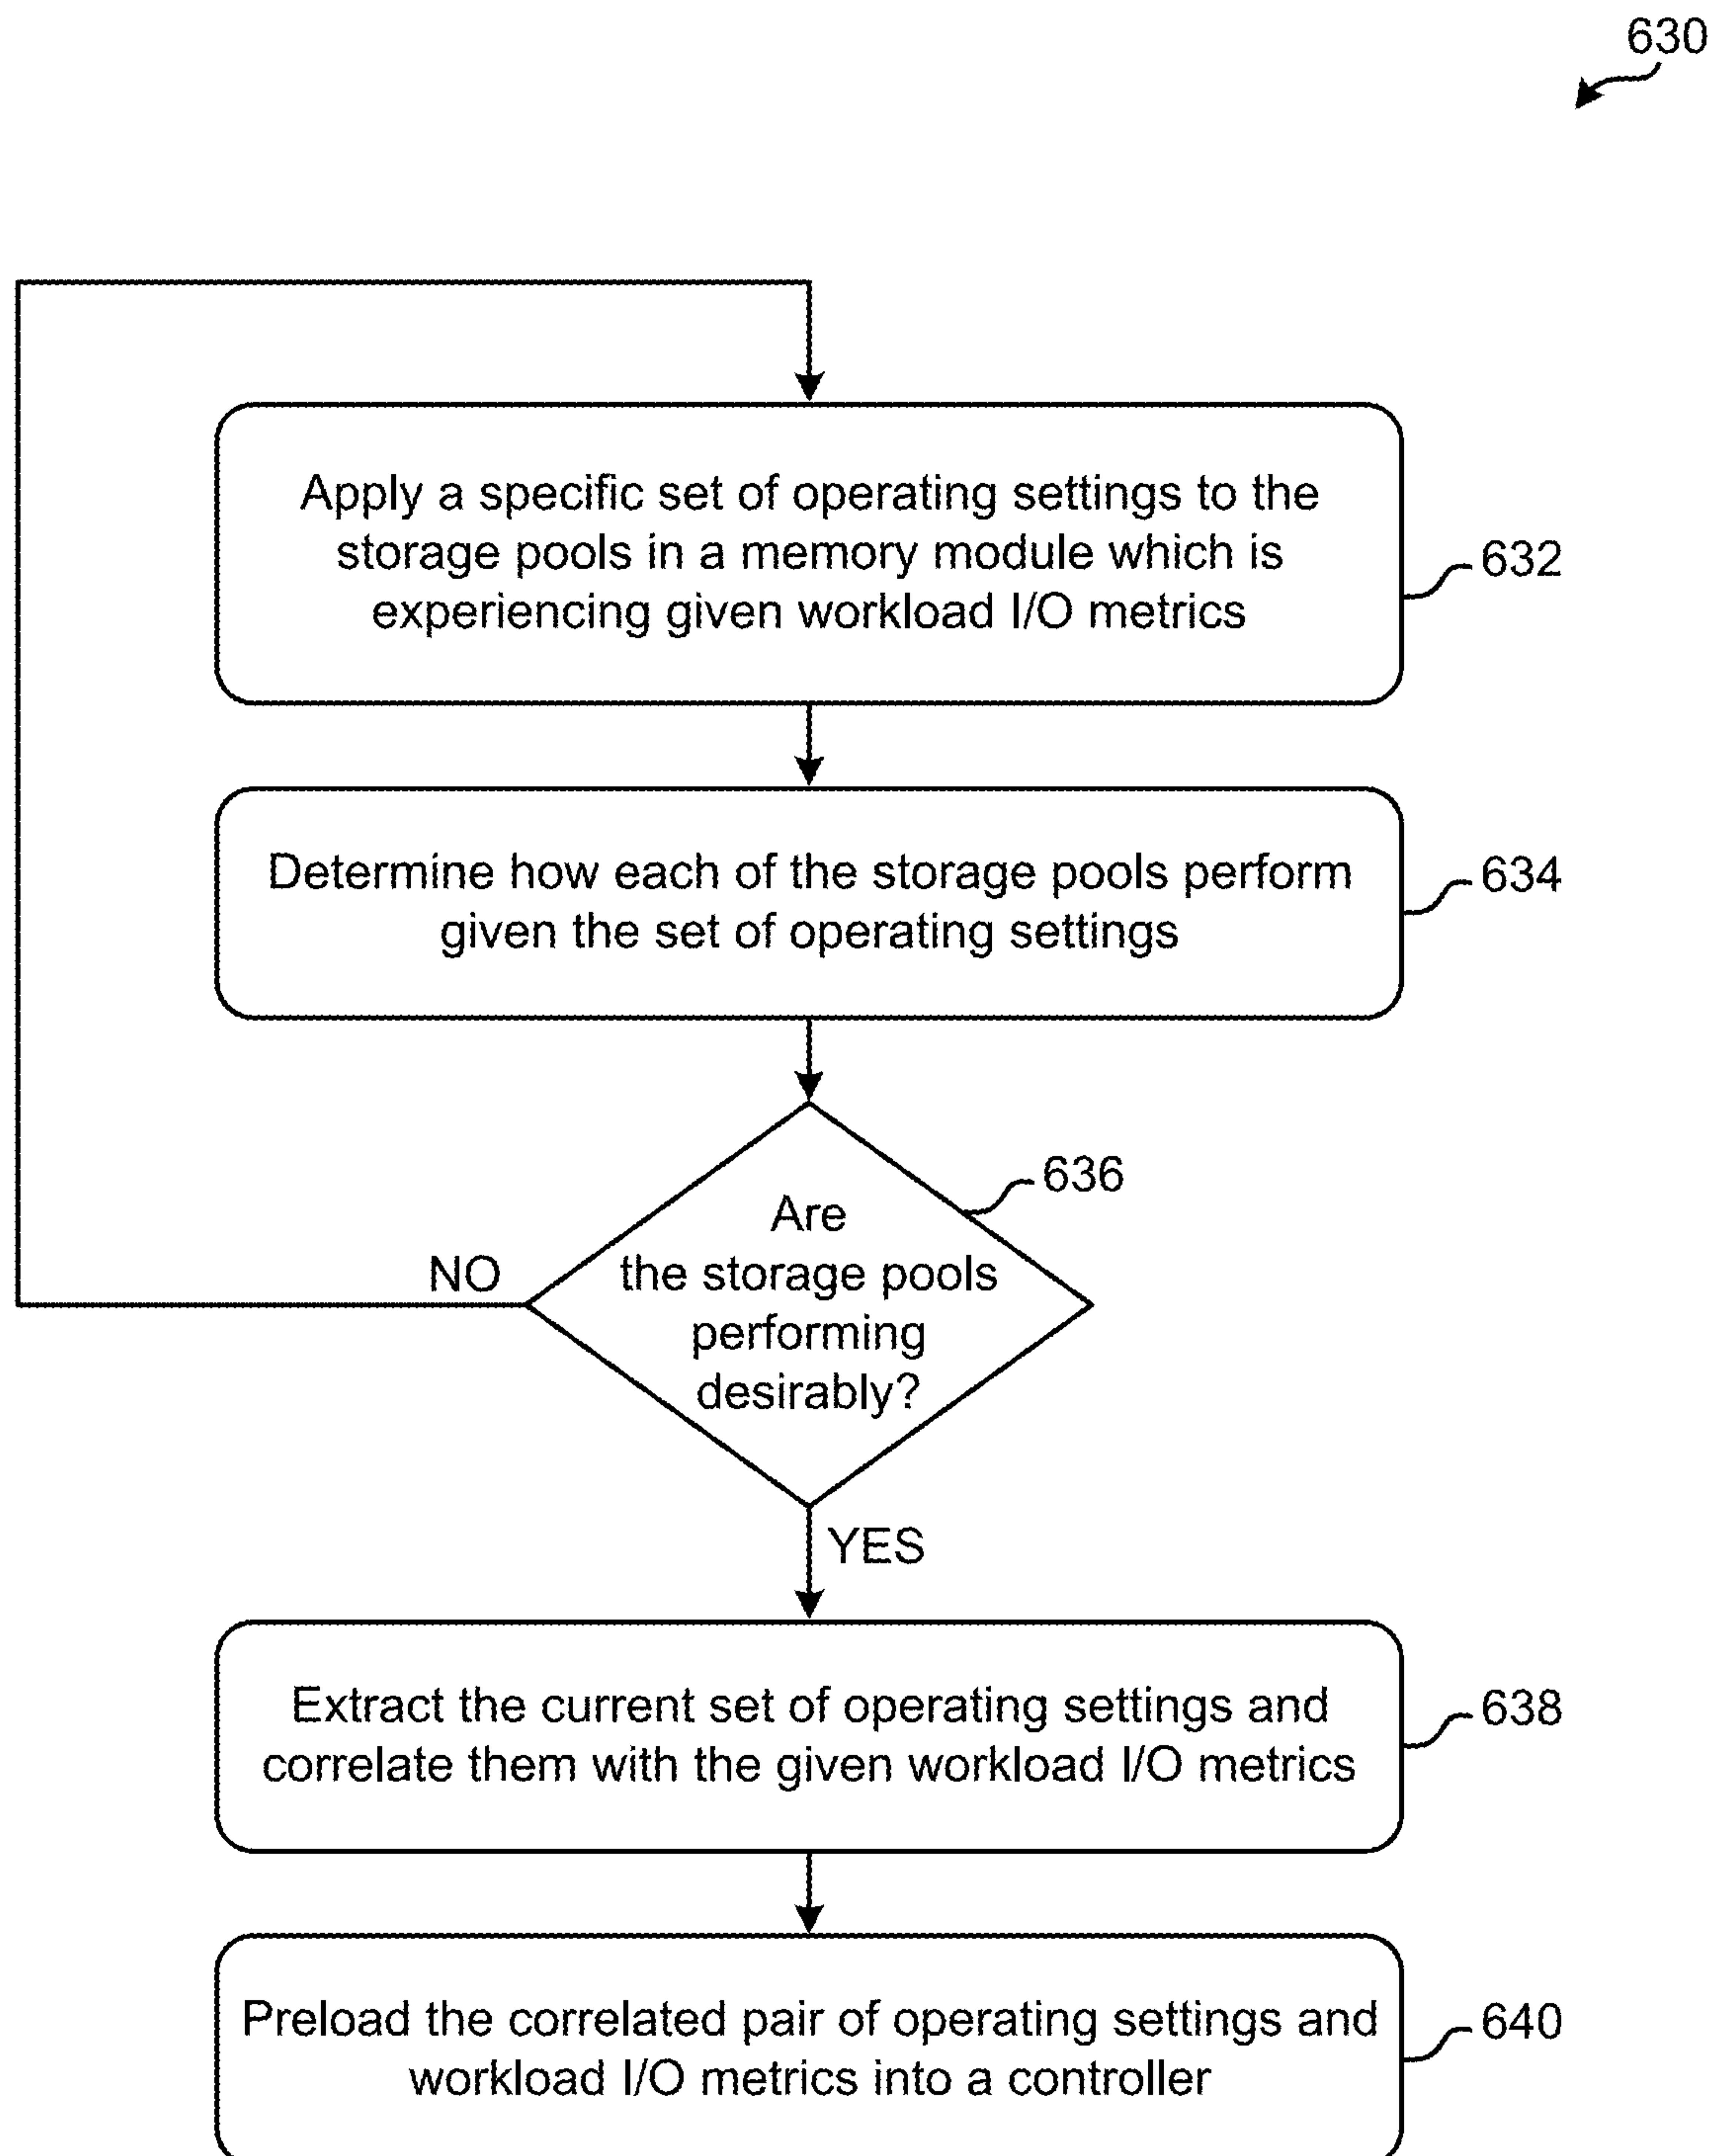 630
Apply a specific set of operating settings to the
storage pools in a memory module which is
experiencing given workload I/O metrics
632
Determine how each of the storage pools perform
given the set of operating settings
634
636
Are
the storage pools
performing
desirably?
NO
YES
Extract the current set of operating settings and
correlate them with the given workload I/O metrics
638
Preload the correlated pair of operating settings and
workload I/O metrics into a controller
640